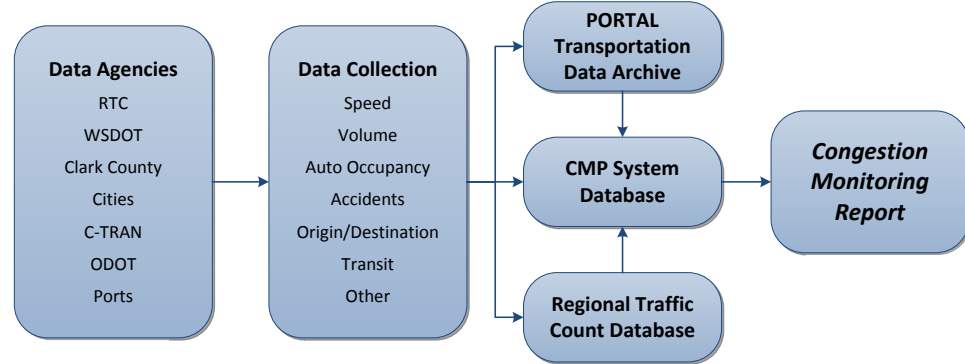 Data Agencies
RTC
WSDOT
Clark County
Cities
C-TRAN
ODOT
Ports
Data Collection
Speed
Volume
Auto Occupancy
Accidents
Origin/Destination
Transit
Other
PORTAL
Transportation
Data Archive
CMP System
Database
Regional Traffic
Count Database
Congestion
Monitoring
Report